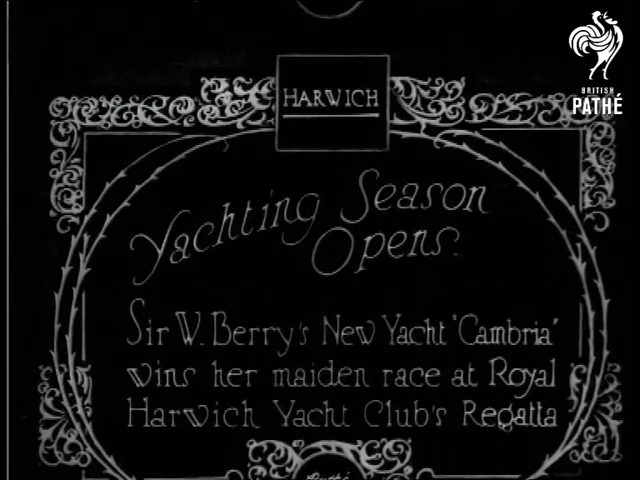 HARWICH
BRITISH
PATHÉ
HARWICH
Yachting Season
Opens.
Sir W. Berry's New Yacht "Cambria"
wins her maiden race at Royal
Harwich Yacht Club's Regatta